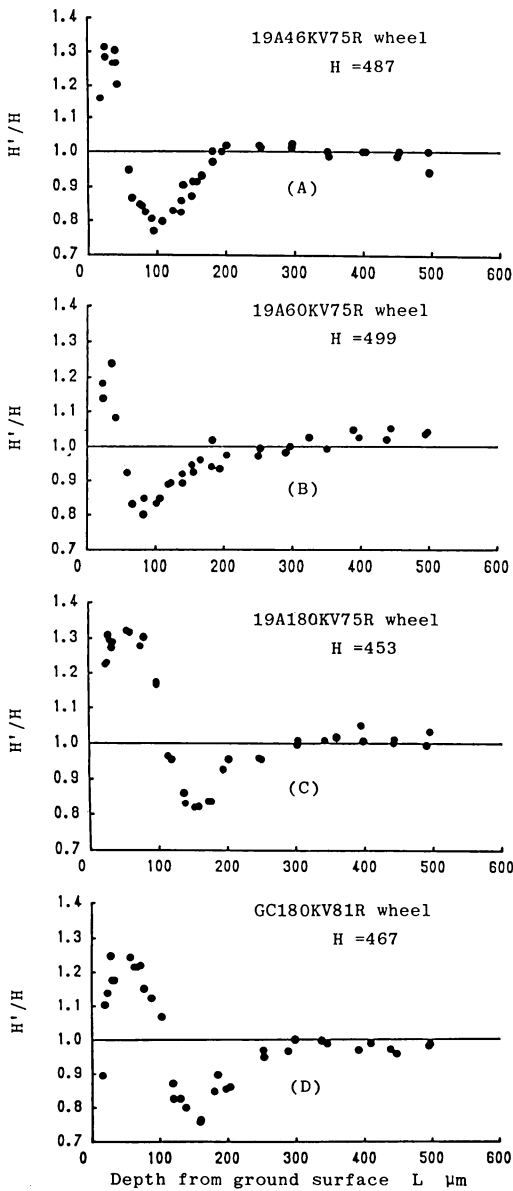 1.4
19A46KV75R wheel
1.3
H =487
1.2
1.1
H'/H
1.0
0.9
(A)
0.8
0.7
0 100 200 300 400 500 600
1.4
19A60KV75R wheel
1.3
H =499
1.2
1.1
H'/H
1.0
0.9
(B)
0.8
0.7
0 100 200 300 400 500 600
1.4
19A180KV75R wheel
1.3
H =453
1.2
1.1
H'/H
1.0
0.9
(C)
0.8
0.7
0 100 200 300 400 500 600
1.4
GC180KV81R wheel
1.3
H =467
1.2
1.1
H'/H
1.0
0.9
(D)
0.8
0.7
0 100 200 300 400 500 600
Depth from ground surface L μm